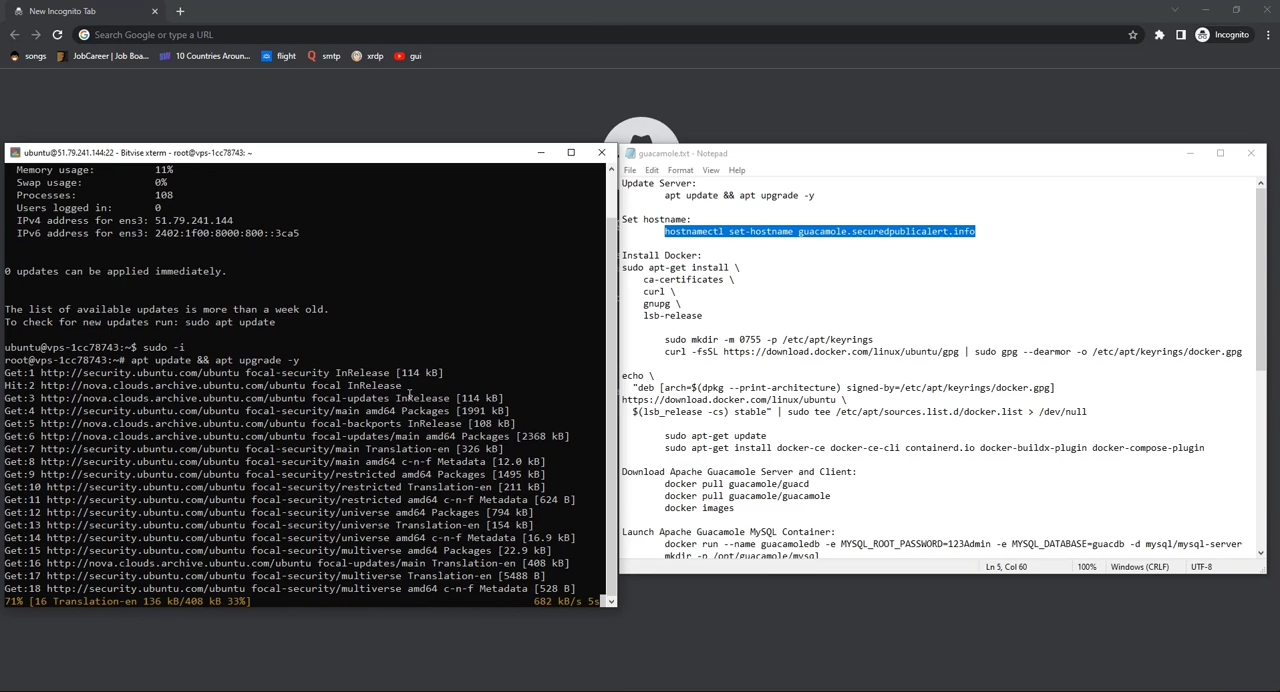 New Incognito Tab
Search Google or type a URL
Incognito
songs
JobCareer | Job Boa...
10 Countries Aroun...
flight
smtp
xrdp
gui
ubuntu@51.79.241.144:22 - Bitvise xterm - root@vps-1cc78743: ~
Memory usage: 11%
Swap usage: 0%
Processes: 108
Users logged in: 0
IPv4 address for ens3: 51.79.241.144
IPv6 address for ens3: 2402:1f00:8000:800::3ca5
0 updates can be applied immediately.
The list of available updates is more than a week old.
To check for new updates run: sudo apt update
ubuntu@vps-1cc78743:~$ sudo -i
root@vps-1cc78743:~# apt update && apt upgrade -y
Get:1 http://security.ubuntu.com/ubuntu focal-security InRelease [114 kB]
Hit:2 http://nova.clouds.archive.ubuntu.com/ubuntu focal InRelease
Get:3 http://nova.clouds.archive.ubuntu.com/ubuntu focal-updates InRelease [114 kB]
Get:4 http://security.ubuntu.com/ubuntu focal-security/main amd64 Packages [1991 kB]
Get:5 http://nova.clouds.archive.ubuntu.com/ubuntu focal-backports InRelease [108 kB]
Get:6 http://nova.clouds.archive.ubuntu.com/ubuntu focal-updates/main amd64 Packages [2368 kB]
Get:7 http://security.ubuntu.com/ubuntu focal-security/main Translation-en [326 kB]
Get:8 http://security.ubuntu.com/ubuntu focal-security/main amd64 c-n-f Metadata [12.0 kB]
Get:9 http://security.ubuntu.com/ubuntu focal-security/restricted amd64 Packages [1495 kB]
Get:10 http://security.ubuntu.com/ubuntu focal-security/restricted Translation-en [211 kB]
Get:11 http://security.ubuntu.com/ubuntu focal-security/restricted amd64 c-n-f Metadata [624 B]
Get:12 http://security.ubuntu.com/ubuntu focal-security/universe amd64 Packages [794 kB]
Get:13 http://security.ubuntu.com/ubuntu focal-security/universe Translation-en [154 kB]
Get:14 http://security.ubuntu.com/ubuntu focal-security/universe amd64 c-n-f Metadata [16.9 kB]
Get:15 http://security.ubuntu.com/ubuntu focal-security/multiverse amd64 Packages [22.9 kB]
Get:16 http://nova.clouds.archive.ubuntu.com/ubuntu focal-updates/main Translation-en [408 kB]
Get:17 http://security.ubuntu.com/ubuntu focal-security/multiverse Translation-en [5488 B]
Get:18 http://security.ubuntu.com/ubuntu focal-security/multiverse amd64 c-n-f Metadata [528 B]
71% [16 Translation-en 136 kB/408 kB 33%] 682 kB/s 5s
guacamole.txt - Notepad
File Edit Format View Help
Update Server:
apt update && apt upgrade -y
Set hostname:
hostnamectl set-hostname guacamole.securedpublicalert.info
Install Docker:
sudo apt-get install \
ca-certificates \
curl \
gnupg \
lsb-release
sudo mkdir -m 0755 -p /etc/apt/keyrings
curl -fsSL https://download.docker.com/linux/ubuntu/gpg | sudo gpg --dearmor -o /etc/apt/keyrings/docker.gpg
echo \
"deb [arch=$(dpkg --print-architecture) signed-by=/etc/apt/keyrings/docker.gpg]
https://download.docker.com/linux/ubuntu \
$(lsb_release -cs) stable" | sudo tee /etc/apt/sources.list.d/docker.list > /dev/null
sudo apt-get update
sudo apt-get install docker-ce docker-ce-cli containerd.io docker-buildx-plugin docker-compose-plugin
Download Apache Guacamole Server and Client:
docker pull guacamole/guacd
docker pull guacamole/guacamole
docker images
Launch Apache Guacamole MySQL Container:
docker run --name guacamoledb -e MYSQL_ROOT_PASSWORD=123Admin -e MYSQL_DATABASE=guacdb -d mysql/mysql-server
mkdir -p /opt/guacamole/mysql
Ln 5, Col 60
100%
Windows (CRLF)
UTF-8